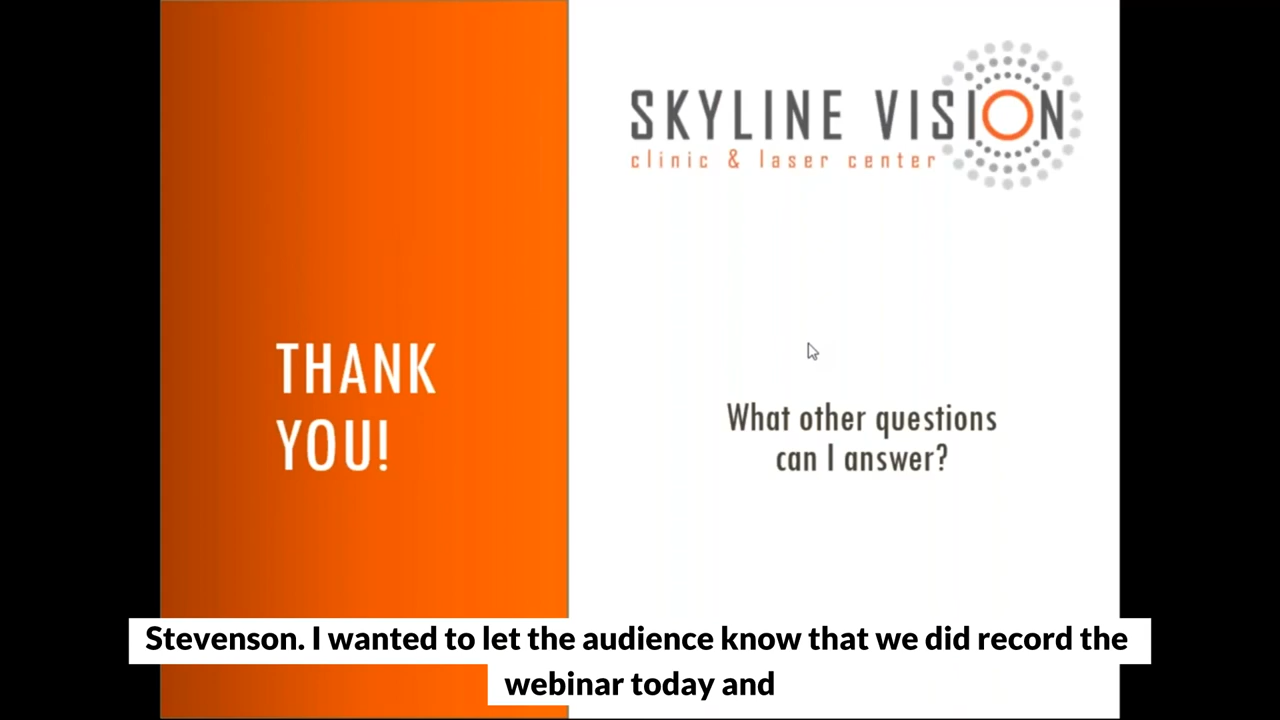 SKYLINE VISION
clinic & laser center
THANK
YOU!
What other questions
can I answer?
Stevenson. I wanted to let the audience know that we did record the
webinar today and